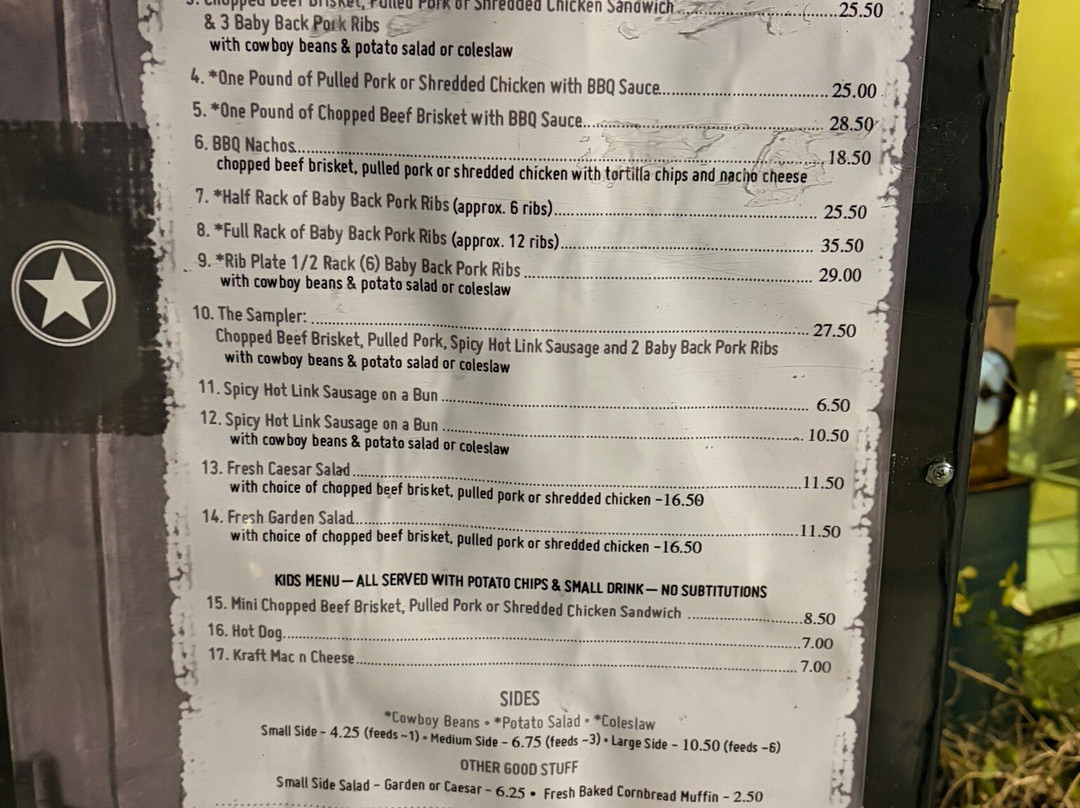 3. Chopped Beef Brisket, Pulled Pork or Shredded Chicken Sandwich ..........25.50
& 3 Baby Back Pork Ribs
with cowboy beans & potato salad or coleslaw
4. *One Pound of Pulled Pork or Shredded Chicken with BBQ Sauce..........25.00
5. *One Pound of Chopped Beef Brisket with BBQ Sauce..........28.50
6. BBQ Nachos..........18.50
chopped beef brisket, pulled pork or shredded chicken with tortilla chips and nacho cheese
7. *Half Rack of Baby Back Pork Ribs (approx. 6 ribs)..........25.50
8. *Full Rack of Baby Back Pork Ribs (approx. 12 ribs)..........35.50
9. *Rib Plate 1/2 Rack (6) Baby Back Pork Ribs ..........29.00
with cowboy beans & potato salad or coleslaw
10. The Sampler: ..........27.50
Chopped Beef Brisket, Pulled Pork, Spicy Hot Link Sausage and 2 Baby Back Pork Ribs
with cowboy beans & potato salad or coleslaw
11. Spicy Hot Link Sausage on a Bun .......... 6.50
12. Spicy Hot Link Sausage on a Bun ..........10.50
with cowboy beans & potato salad or coleslaw
13. Fresh Caesar Salad..........11.50
with choice of chopped beef brisket, pulled pork or shredded chicken -16.50
14. Fresh Garden Salad..........11.50
with choice of chopped beef brisket, pulled pork or shredded chicken -16.50
KIDS MENU—ALL SERVED WITH POTATO CHIPS & SMALL DRINK— NO SUBTITUTIONS
15. Mini Chopped Beef Brisket, Pulled Pork or Shredded Chicken Sandwich ..........8.50
16. Hot Dog..........7.00
17. Kraft Mac n Cheese..........7.00
SIDES
*Cowboy Beans • *Potato Salad • *Coleslaw
Small Side - 4.25 (feeds ~1) • Medium Side - 6.75 (feeds ~3) • Large Side - 10.50 (feeds ~6)
OTHER GOOD STUFF
Small Side Salad - Garden or Caesar - 6.25 • Fresh Baked Cornbread Muffin - 2.50